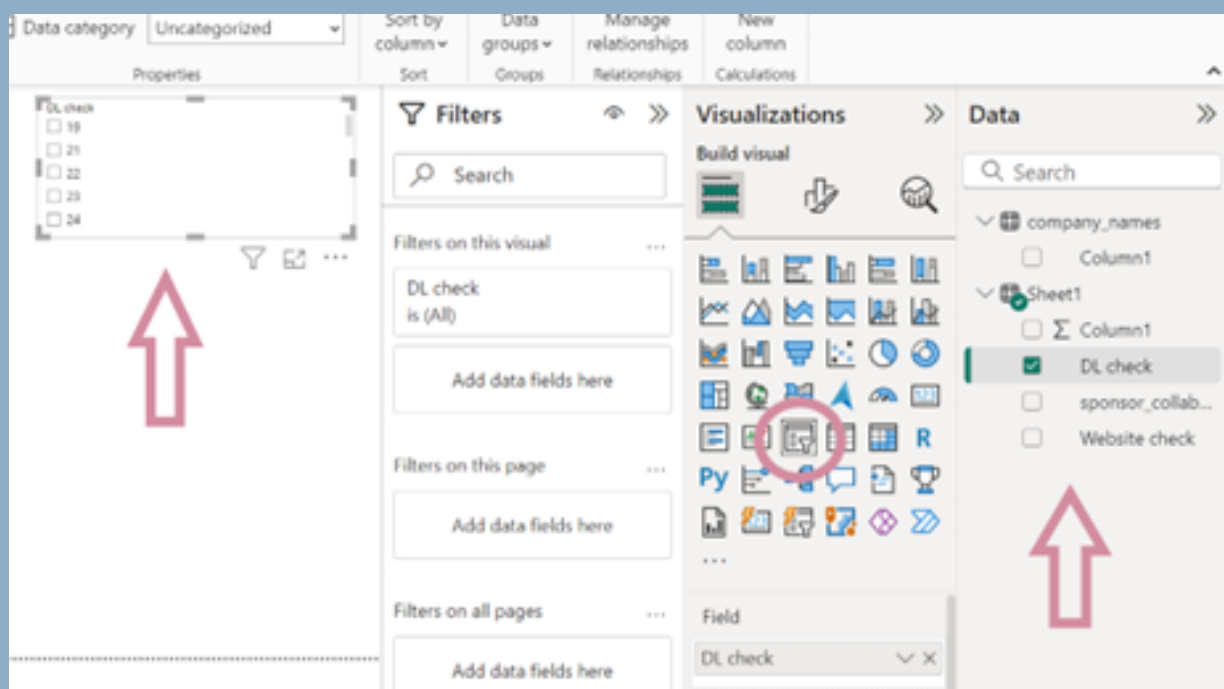 Data category Uncategorized
Sort by column
Data groups
Manage relationships
New column
Properties
Sort
Groups
Relationships
Calculations
DL check
19
21
22
23
24
Filters
Search
Filters on this visual
...
DL check
is (All)
Add data fields here
Filters on this page
...
Add data fields here
Filters on all pages
...
Add data fields here
Visualizations
Build visual
123
R
Py
123
...
Field
DL check
Data
Search
company_names
Column1
Sheet1
Σ Column1
DL check
sponsor_collab...
Website check